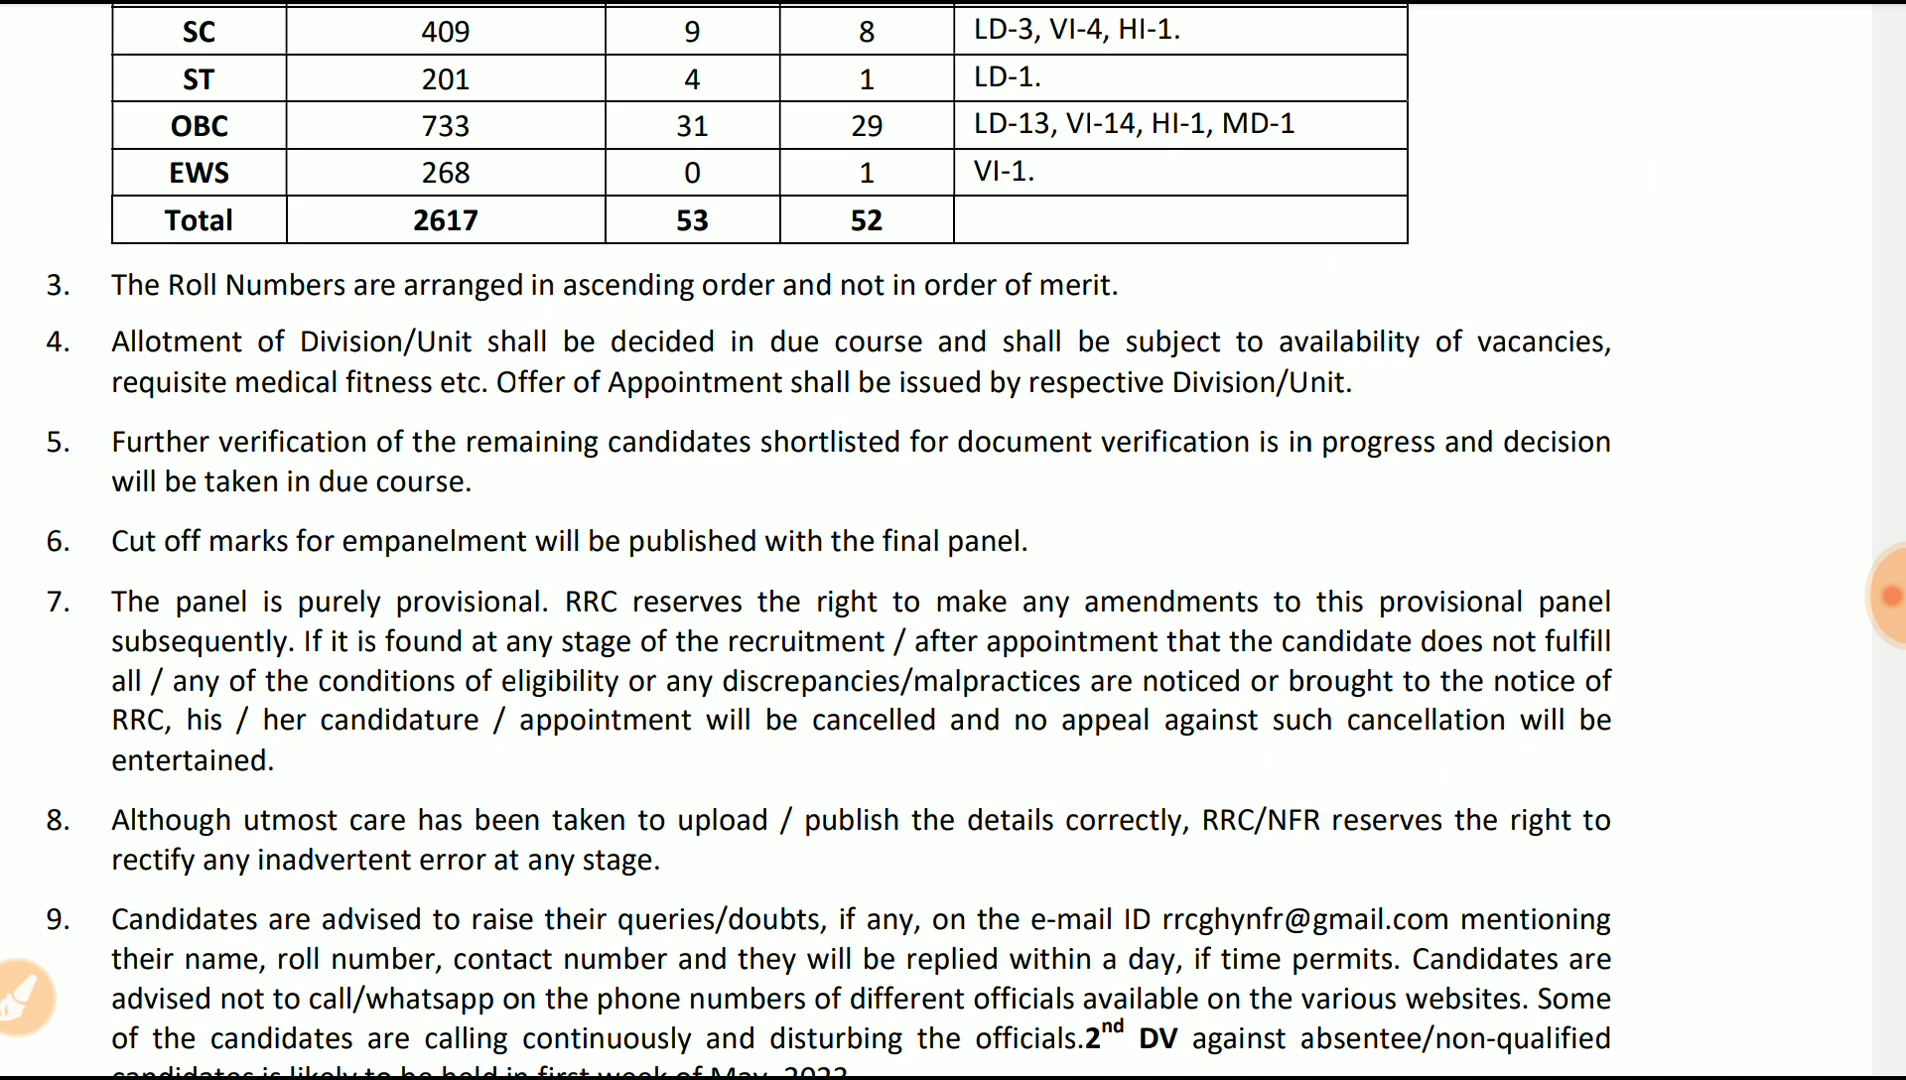 SC 409 9 8 LD-3, VI-4, HI-1.
ST 201 4 1 LD-1.
OBC 733 31 29 LD-13, VI-14, HI-1, MD-1
EWS 268 0 1 VI-1.
Total 2617 53 52
3. The Roll Numbers are arranged in ascending order and not in order of merit.
4. Allotment of Division/Unit shall be decided in due course and shall be subject to availability of vacancies,
requisite medical fitness etc. Offer of Appointment shall be issued by respective Division/Unit.
5. Further verification of the remaining candidates shortlisted for document verification is in progress and decision
will be taken in due course.
6. Cut off marks for empanelment will be published with the final panel.
7. The panel is purely provisional. RRC reserves the right to make any amendments to this provisional panel
subsequently. If it is found at any stage of the recruitment / after appointment that the candidate does not fulfill
all / any of the conditions of eligibility or any discrepancies/malpractices are noticed or brought to the notice of
RRC, his / her candidature / appointment will be cancelled and no appeal against such cancellation will be
entertained.
8. Although utmost care has been taken to upload / publish the details correctly, RRC/NFR reserves the right to
rectify any inadvertent error at any stage.
9. Candidates are advised to raise their queries/doubts, if any, on the e-mail ID rrcghynfr@gmail.com mentioning
their name, roll number, contact number and they will be replied within a day, if time permits. Candidates are
advised not to call/whatsapp on the phone numbers of different officials available on the various websites. Some
of the candidates are calling continuously and disturbing the officials.2nd DV against absentee/non-qualified
candidates is likely to be held in first week of May, 2023